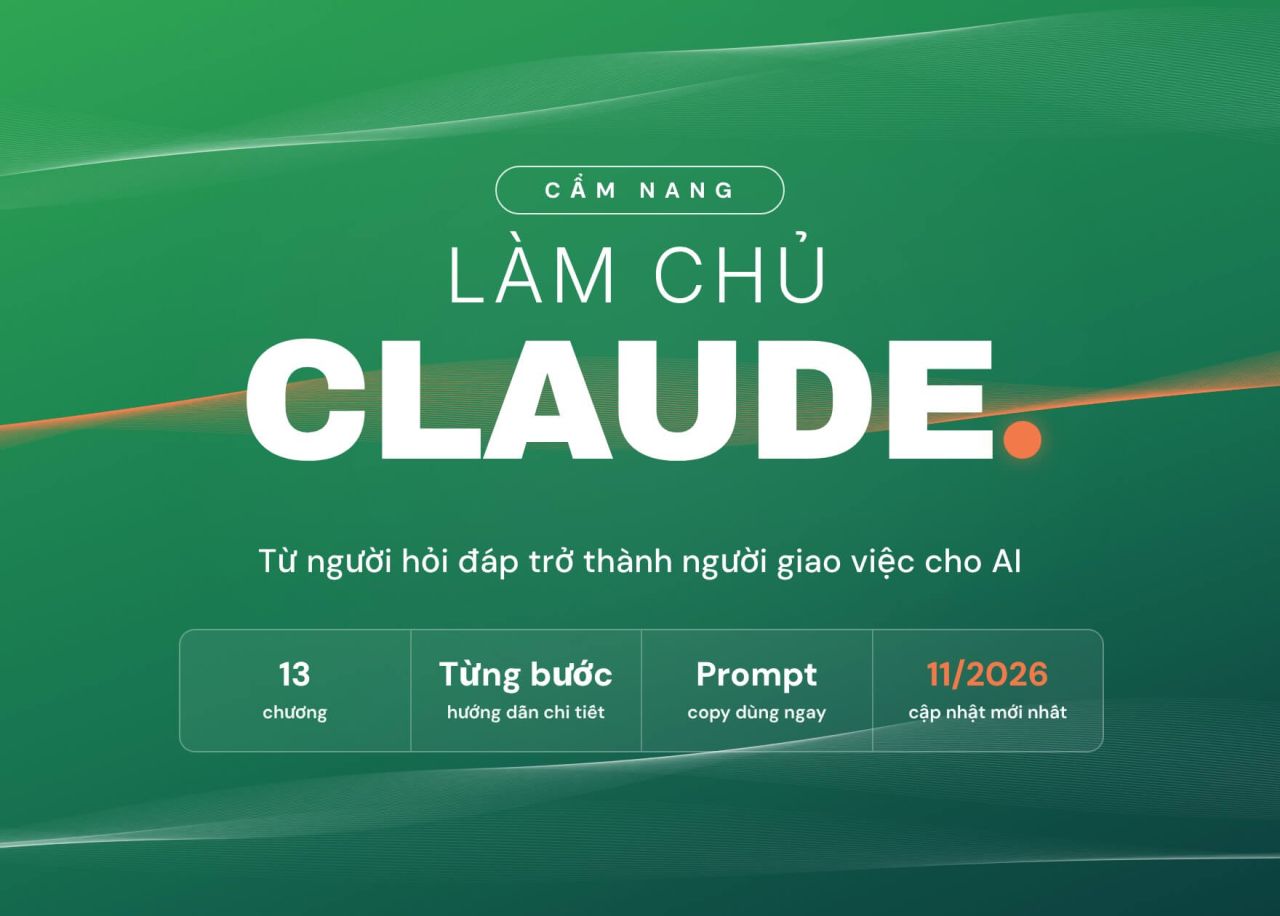 CẨM NANG
LÀM CHỦ
CLAUDE.
Từ người hỏi đáp trở thành người giao việc cho AI
13
chương
Từng bước
hướng dẫn chi tiết
Prompt
copy dùng ngay
11/2026
cập nhật mới nhất